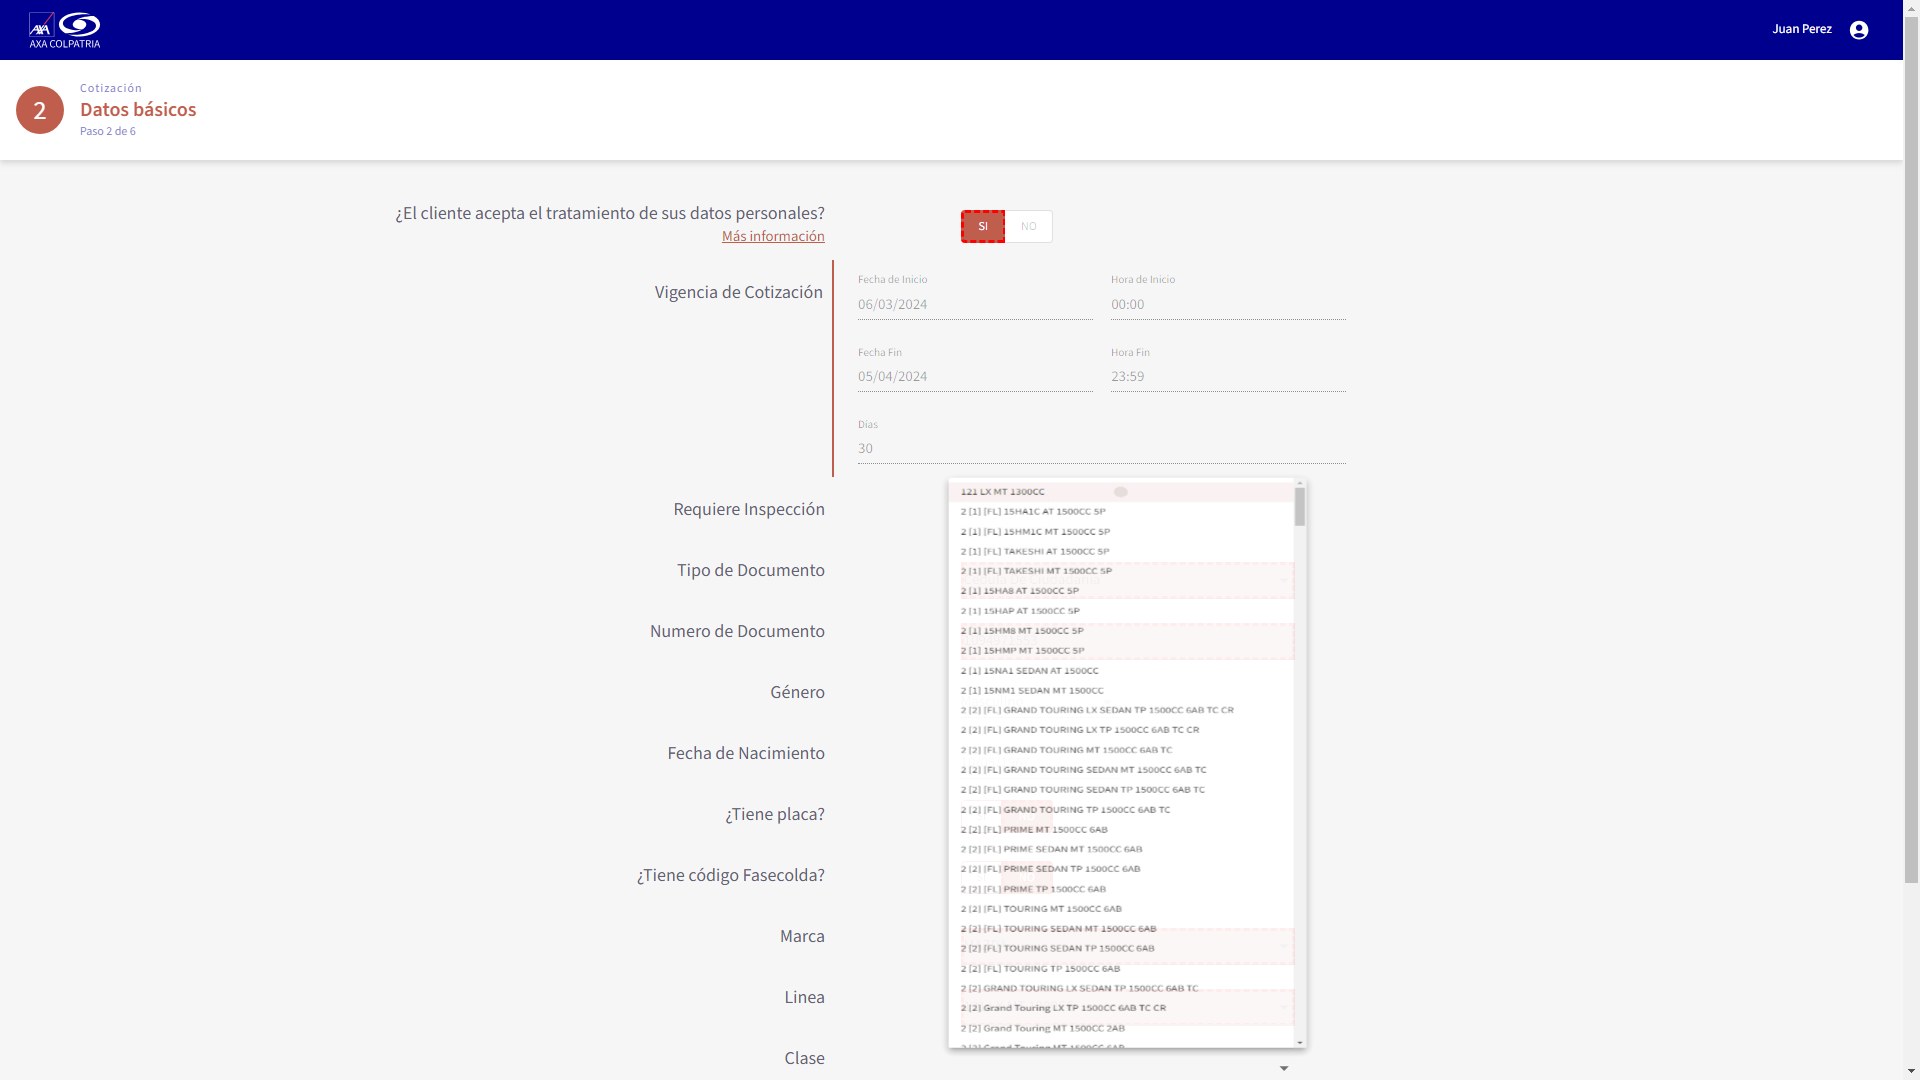 AXA
AXA COLPATRIA
Juan Perez
2
Cotización
Datos básicos
Paso 2 de 6
¿El cliente acepta el tratamiento de sus datos personales?
Más información
SI
NO
Vigencia de Cotización
Fecha de Inicio
06/03/2024
Hora de Inicio
00:00
Fecha Fin
05/04/2024
Hora Fin
23:59
Días
30
Requiere Inspección
Tipo de Documento
Numero de Documento
Género
Fecha de Nacimiento
¿Tiene placa?
¿Tiene código Fasecolda?
Marca
Linea
Clase
121 LX MT 1300CC
2 [1] [FL] 15HA1C AT 1500CC 5P
2 [1] [FL] 15HM1C MT 1500CC 5P
2 [1] [FL] TAKESHI AT 1500CC 5P
2 [1] [FL] TAKESHI MT 1500CC 5P
2 [1] 15HA8 AT 1500CC 5P
2 [1] 15HAP AT 1500CC 5P
2 [1] 15HM8 MT 1500CC 5P
2 [1] 15HMP MT 1500CC 5P
2 [1] 15NA1 SEDAN AT 1500CC
2 [1] 15NM1 SEDAN MT 1500CC
2 [2] [FL] GRAND TOURING LX SEDAN TP 1500CC 6AB TC CR
2 [2] [FL] GRAND TOURING LX TP 1500CC 6AB TC CR
2 [2] [FL] GRAND TOURING MT 1500CC 6AB TC
2 [2] [FL] GRAND TOURING SEDAN MT 1500CC 6AB TC
2 [2] [FL] GRAND TOURING SEDAN TP 1500CC 6AB TC
2 [2] [FL] GRAND TOURING TP 1500CC 6AB TC
2 [2] [FL] PRIME MT 1500CC 6AB
2 [2] [FL] PRIME SEDAN MT 1500CC 6AB
2 [2] [FL] PRIME SEDAN TP 1500CC 6AB
2 [2] [FL] PRIME TP 1500CC 6AB
2 [2] [FL] TOURING MT 1500CC 6AB
2 [2] [FL] TOURING SEDAN MT 1500CC 6AB
2 [2] [FL] TOURING SEDAN TP 1500CC 6AB
2 [2] [FL] TOURING TP 1500CC 6AB
2 [2] GRAND TOURING LX SEDAN TP 1500CC 6AB TC
2 [2] Grand Touring LX TP 1500CC 6AB TC CR
2 [2] Grand Touring MT 1500CC 2AB
2 [2] Grand Touring MT 1500CC 6AB